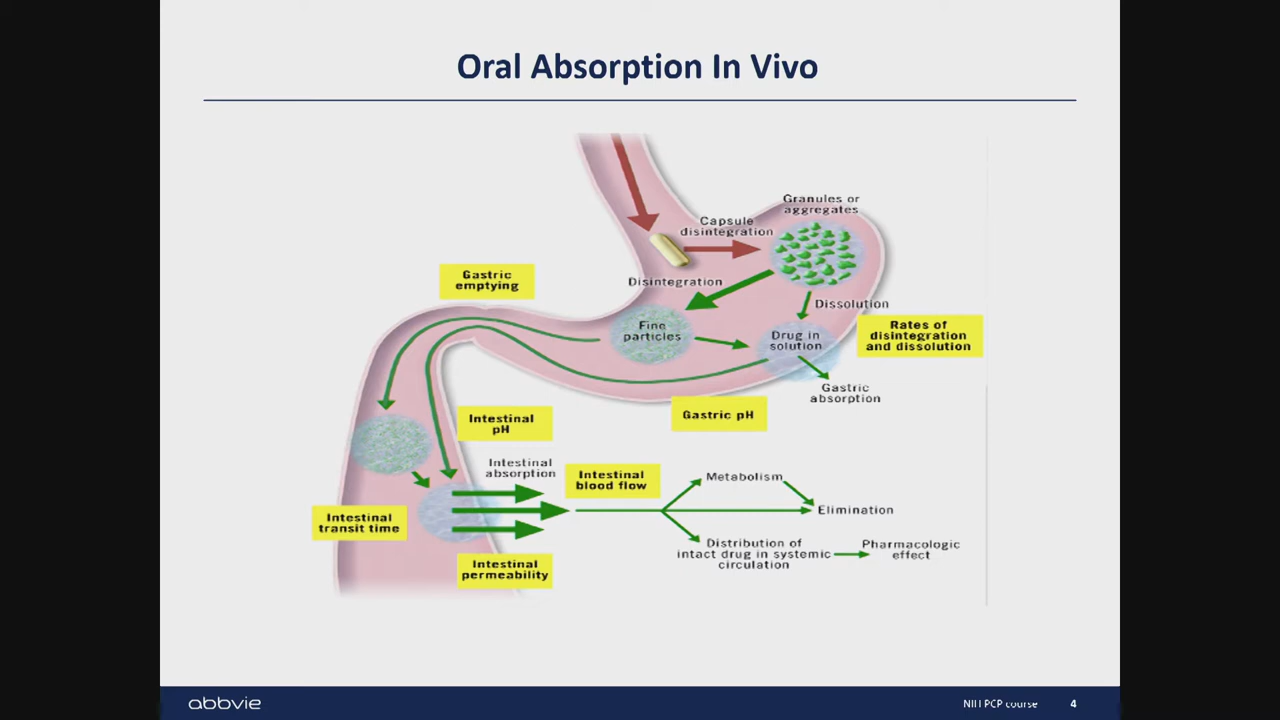 Oral Absorption In Vivo
Granules or
aggregates
Capsule
disintegration
Gastric
emptying
Disintegration
Dissolution
Fine
particles
Drug in
solution
Rates of
disintegration
and dissolution
Gastric
absorption
Gastric pH
Intestinal
pH
Intestinal
absorption
Intestinal
blood flow
Metabolism
Elimination
Intestinal
transit time
Distribution of
intact drug in systemic
circulation
Pharmacologic
effect
Intestinal
permeability
abbvie
NIH PCP course
4